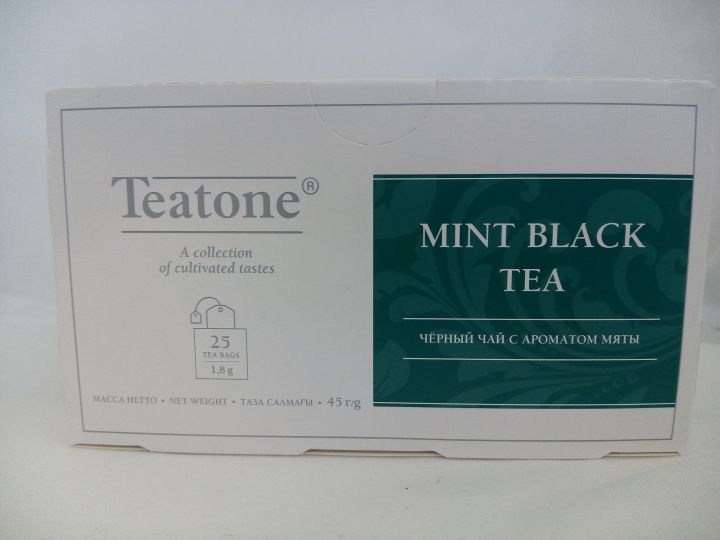 Teatone®
A collection
of cultivated tastes
25
TEA BAGS
1,8 g
МАССА НЕТТО • NET WEIGHT • ТАЗА САЛМАҒЫ • 45 г/g
MINT BLACK
TEA
ЧЁРНЫЙ ЧАЙ С АРОМАТОМ МЯТЫ